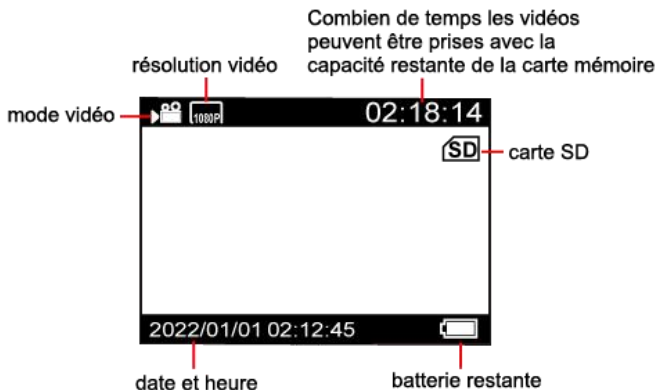 Combien de temps les vidéos
peuvent être prises avec la
capacité restante de la carte mémoire
résolution vidéo
mode vidéo
1080P
02:18:14
SD
carte SD
2022/01/01 02:12:45
date et heure
batterie restante